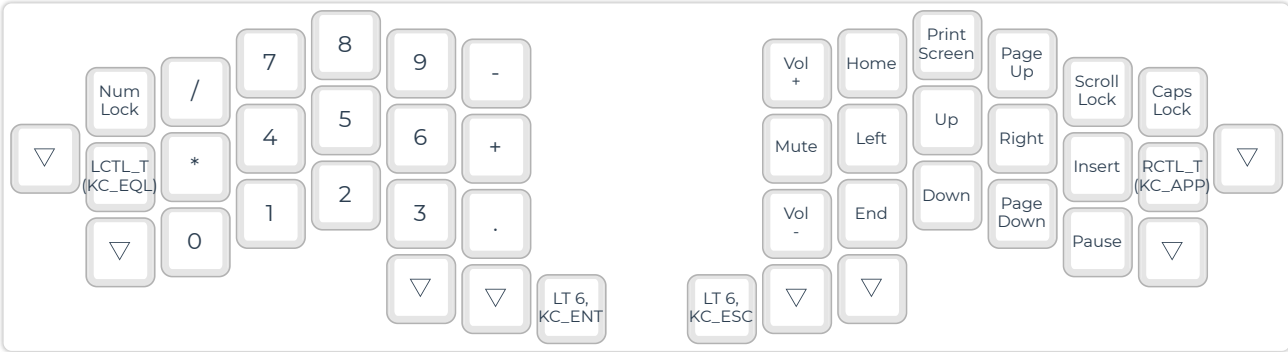 Num
Lock
/
7
8
9
-
▽
LCTL_T
(KC_EQL)
*
4
5
6
+
▽
0
1
2
3
.
▽
▽
LT 6,
KC_ENT
Vol
+
Home
Print
Screen
Page
Up
Scroll
Lock
Caps
Lock
Mute
Left
Up
Right
Insert
RCTL_T
(KC_APP)
▽
Vol
-
End
Down
Page
Down
Pause
▽
LT 6,
KC_ESC
▽
▽